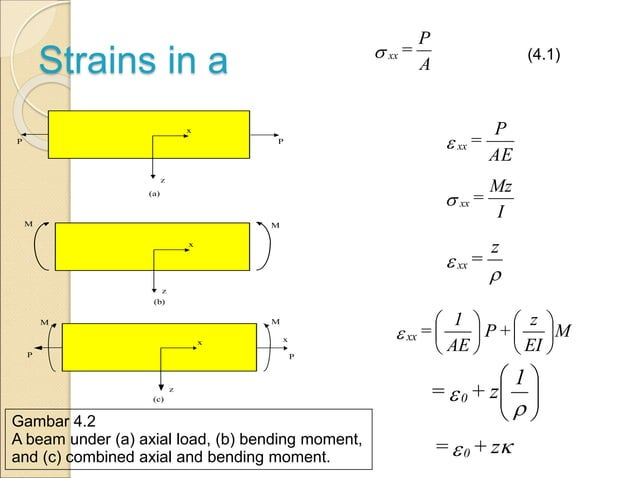 Strains in a
σxx = P/A (4.1)
P x P
z
(a)
εxx = P/AE
σxx = Mz/I
M M
x
z
(b)
εxx = z/ρ
M M x
x
P P
z
(c)
εxx = (1/AE) P + (z/EI) M
= ε0 + z (1/ρ)
= ε0 + zκ
Gambar 4.2
A beam under (a) axial load, (b) bending moment,
and (c) combined axial and bending moment.